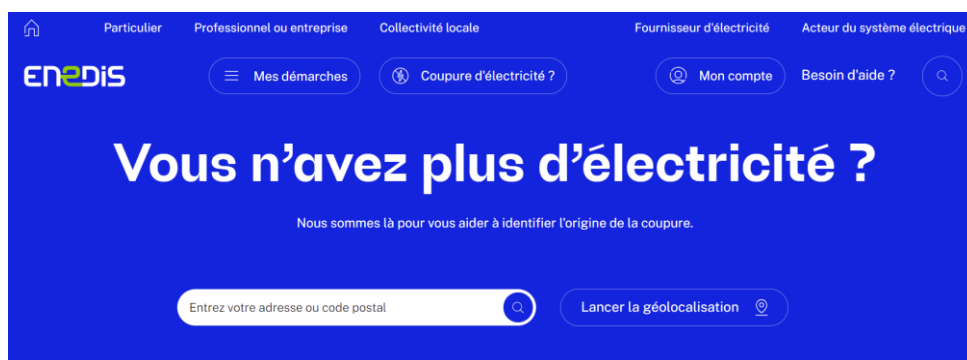 Particulier Professionnel ou entreprise Collectivité locale Fournisseur d'électricité Acteur du système électrique
ENEDIS Mes démarches Coupure d'électricité ? Mon compte Besoin d'aide ?
Vous n'avez plus d'électricité ?
Nous sommes là pour vous aider à identifier l'origine de la coupure.
Entrez votre adresse ou code postal Lancer la géolocalisation